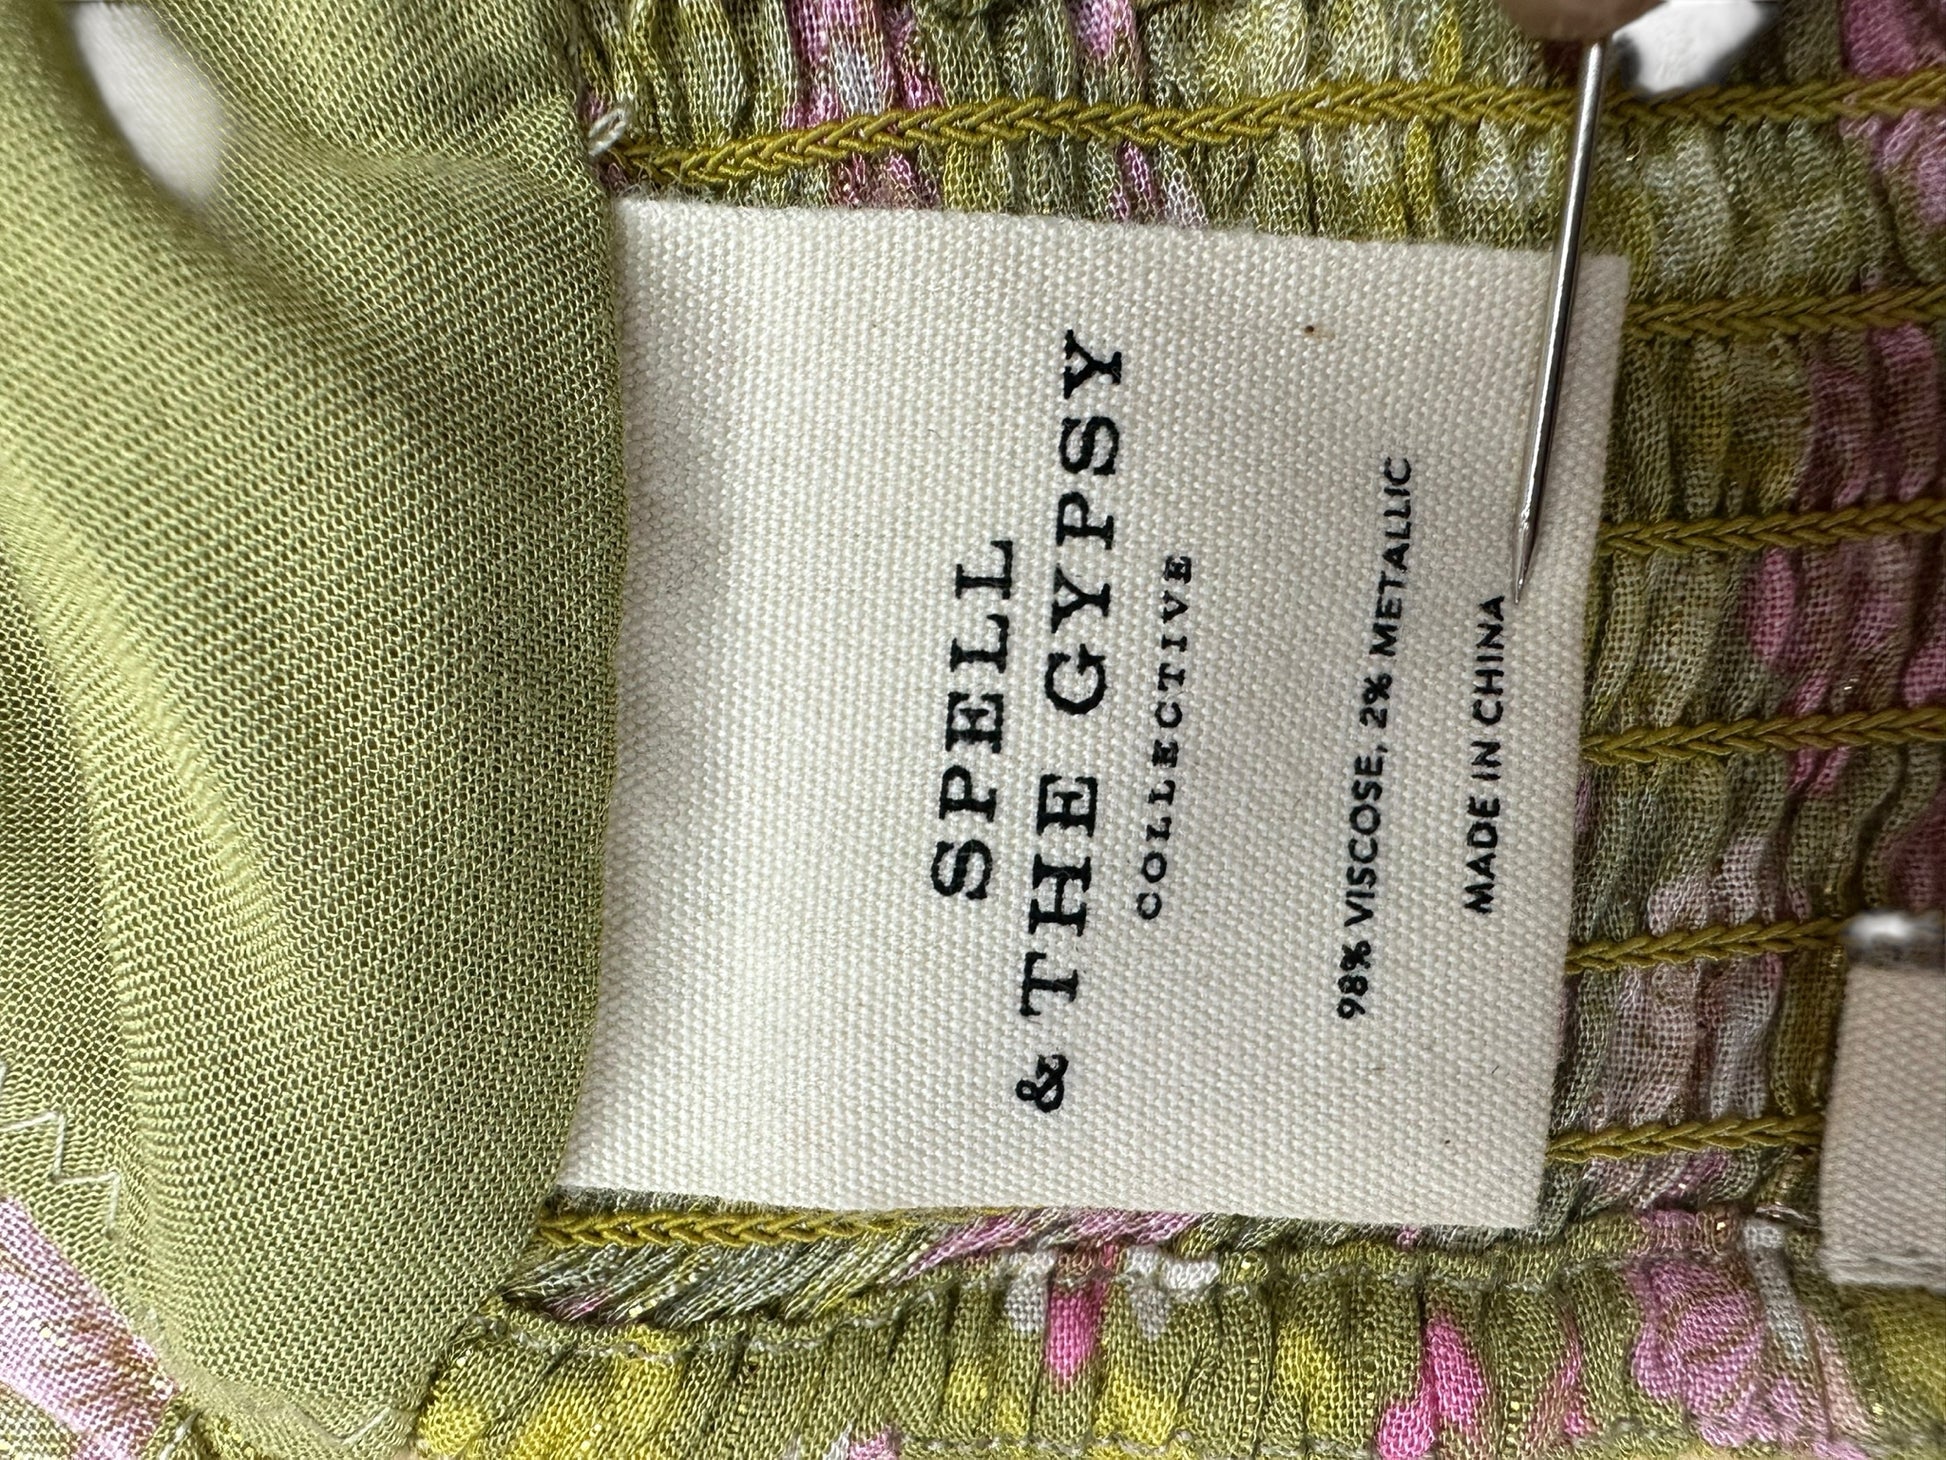 SPELL
& THE GYPSY
COLLECTIVE
98% VISCOSE, 2% METALLIC
MADE IN CHINA